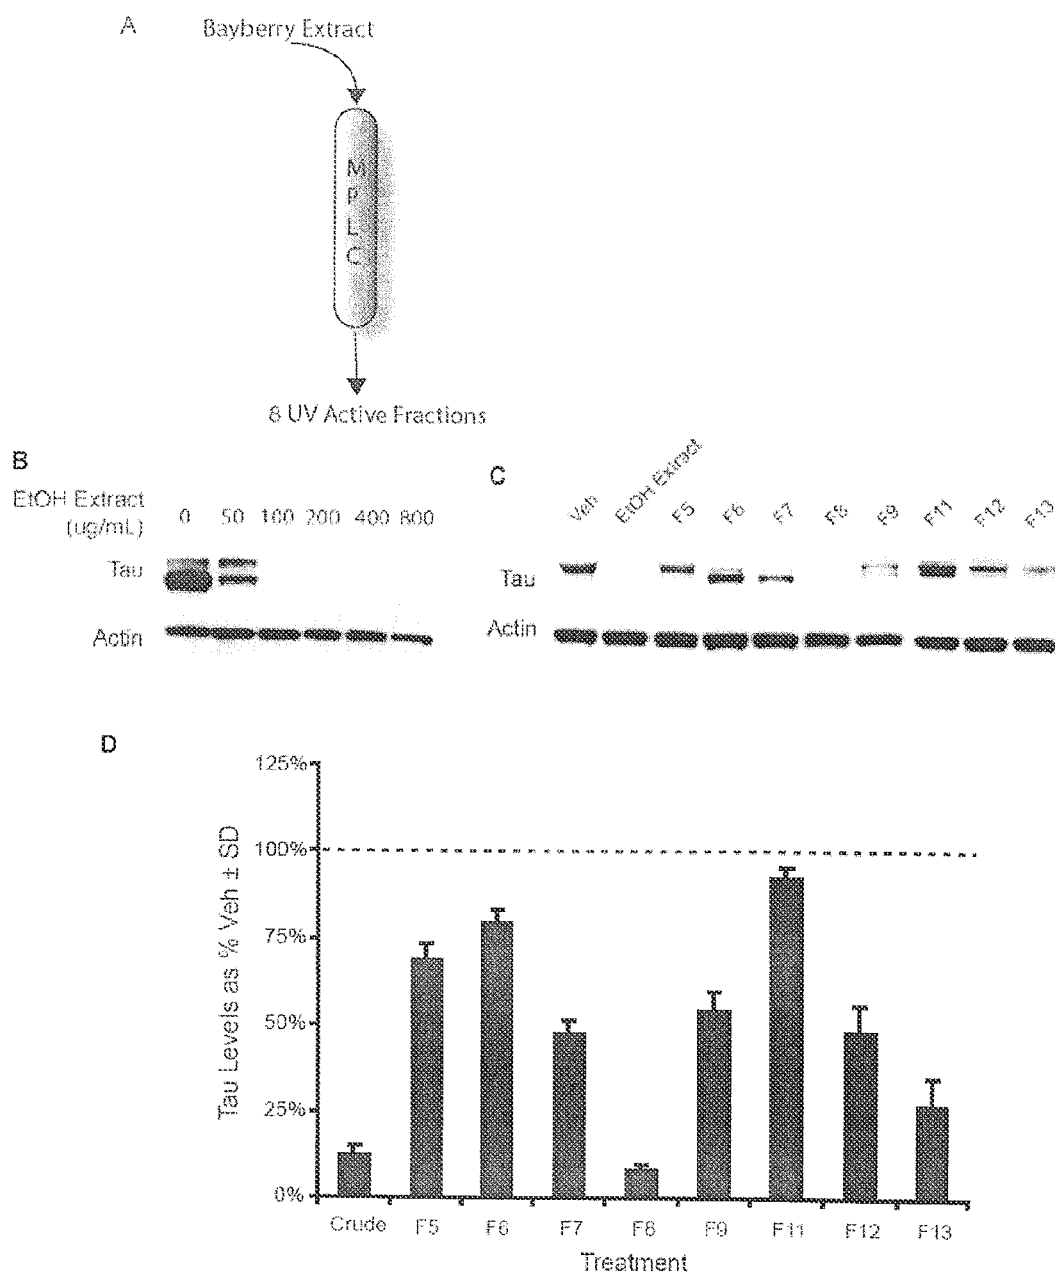 A
Bayberry Extract
M
P
L
C
8 UV Active Fractions
B
EtOH Extract
(ug/mL)
0 50 100 200 400 800
Tau
Actin
C
Veh EtOH Extract F5 F6 F7 F8 F9 F11 F12 F13
Tau
Actin
D
Tau Levels as % Veh ± SD
125%
100%
75%
50%
25%
0%
Crude F5 F6 F7 F8 F9 F11 F12 F13
Treatment